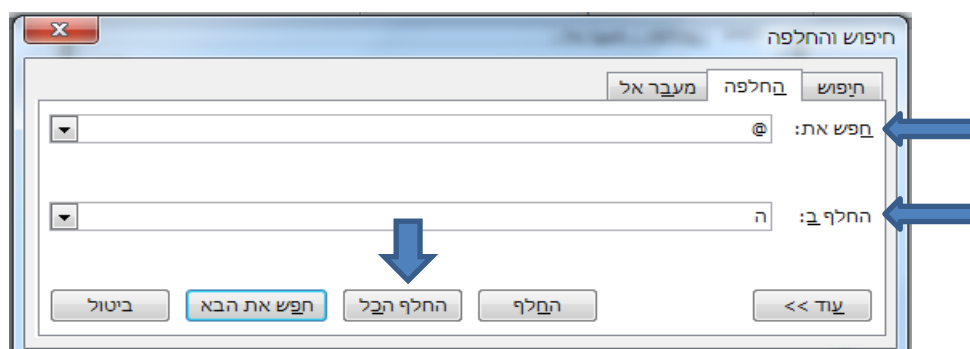 חיפוש והחלפה
חיפוש החלפה מעבר אל
חפש את: @
החלף ב: ה
עוד >> החלף החלף הכל חפש את הבא ביטול